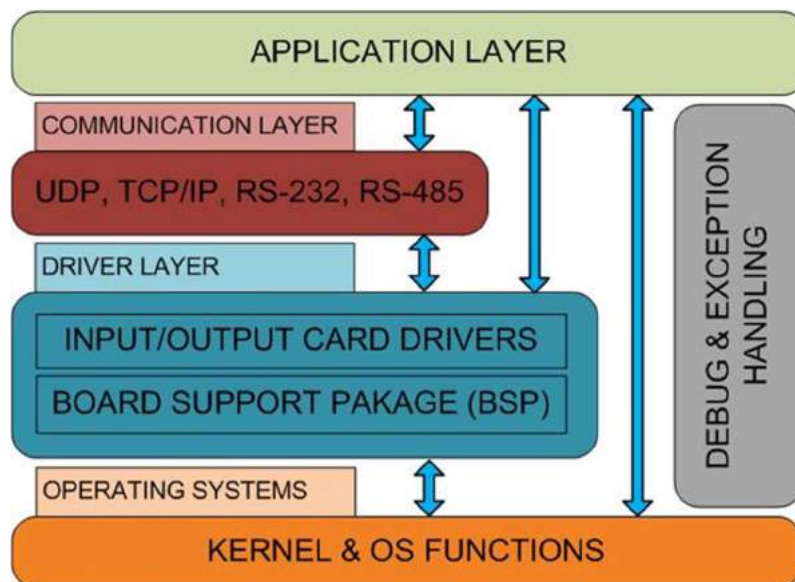 APPLICATION LAYER
COMMUNICATION LAYER
UDP, TCP/IP, RS-232, RS-485
DRIVER LAYER
INPUT/OUTPUT CARD DRIVERS
BOARD SUPPORT PAKAGE (BSP)
OPERATING SYSTEMS
KERNEL & OS FUNCTIONS
DEBUG & EXCEPTION
HANDLING